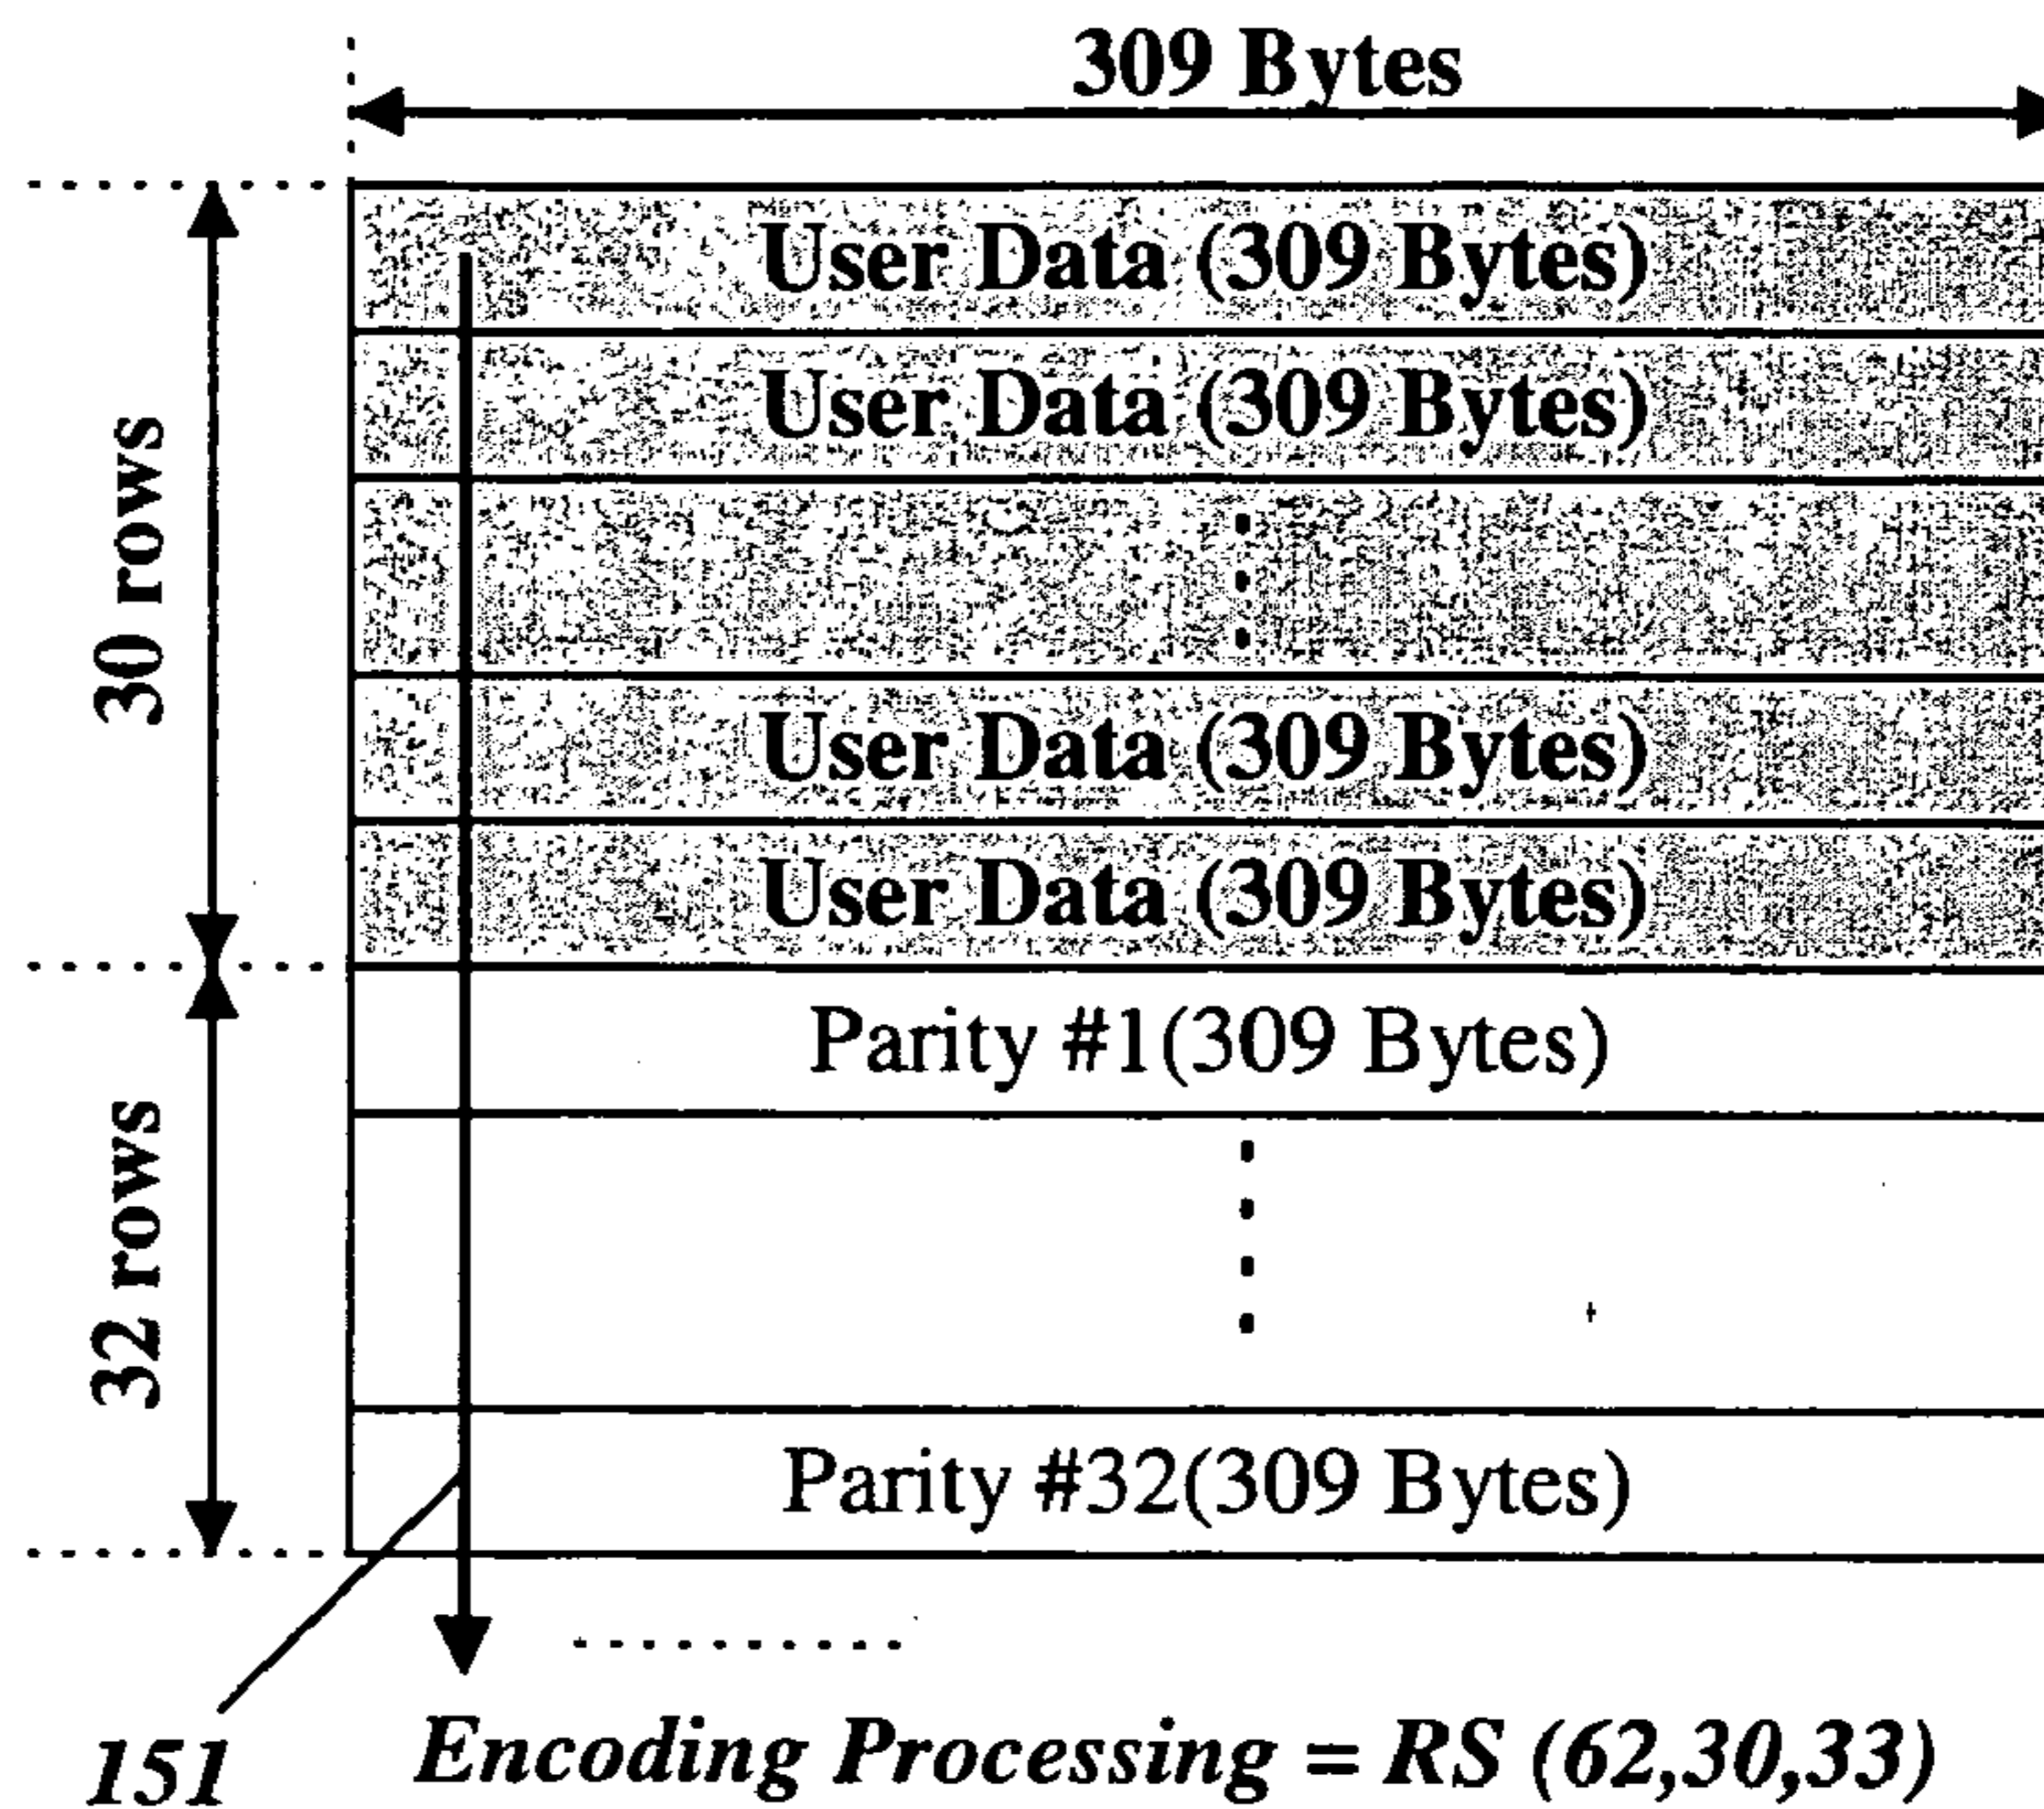 309 Bytes
User Data (309 Bytes)
User Data (309 Bytes)
30 rows
User Data (309 Bytes)
User Data (309 Bytes)
Parity #1(309 Bytes)
32 rows
Parity #32(309 Bytes)
151
Encoding Processing = RS (62,30,33)